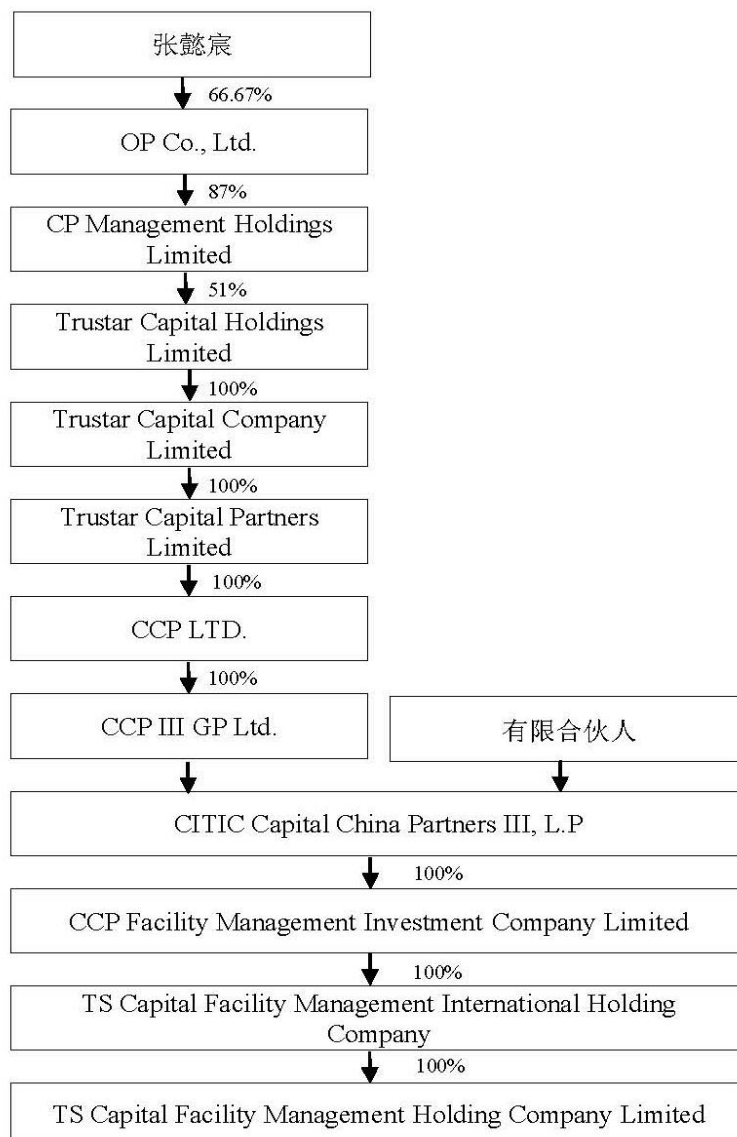 张懿宸
66.67%
OP Co., Ltd.
87%
CP Management Holdings
Limited
51%
Trustar Capital Holdings
Limited
100%
Trustar Capital Company
Limited
100%
Trustar Capital Partners
Limited
100%
CCP LTD.
100%
CCP III GP Ltd.
有限合伙人
CITIC Capital China Partners III, L.P
100%
CCP Facility Management Investment Company Limited
100%
TS Capital Facility Management International Holding
Company
100%
TS Capital Facility Management Holding Company Limited